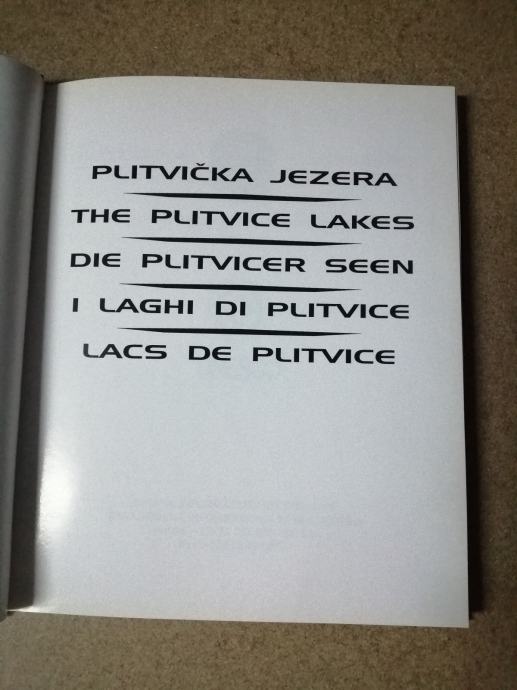 PLITVIČKA JEZERA
THE PLITVICE LAKES
DIE PLITVICER SEEN
I LAGHI DI PLITVICE
LACS DE PLITVICE